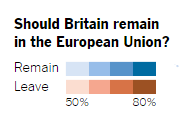 Should Britain remain
in the European Union?
Remain
Leave
50% 80%